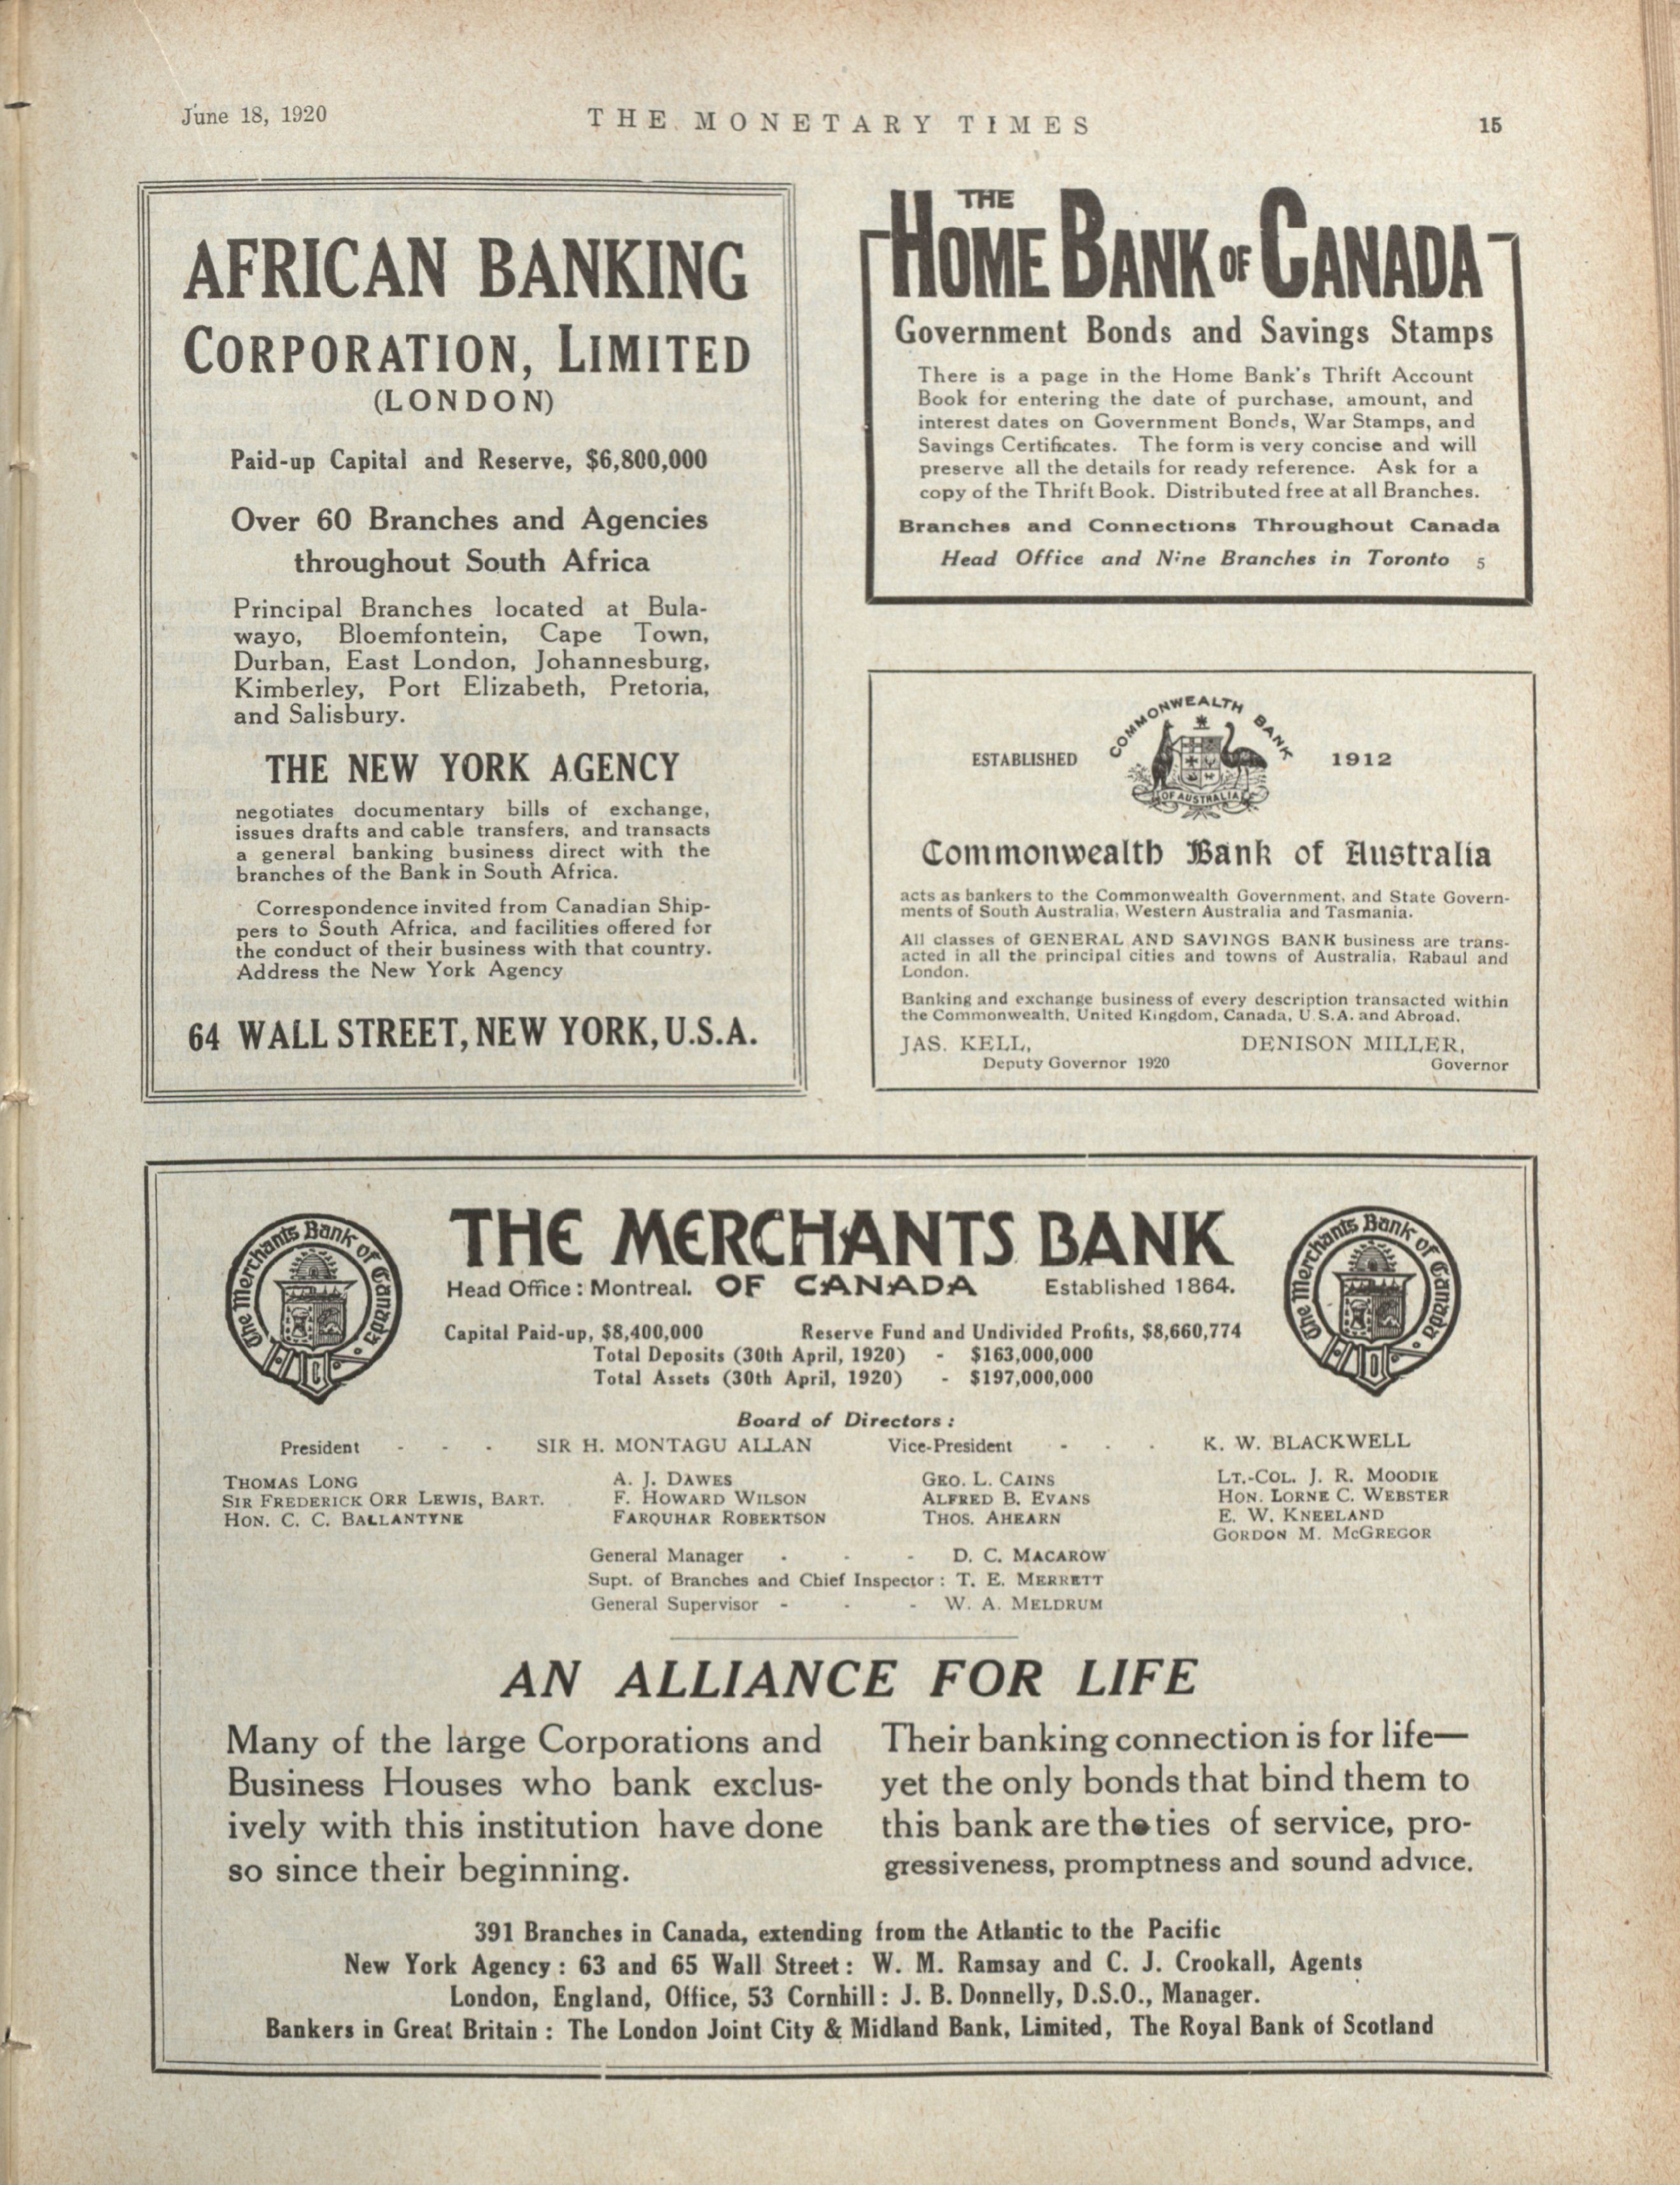 June 18, 1920
THE MONETARY TIMES
15
AFRICAN BANKING
CORPORATION, LIMITED
(LONDON)
Paid-up Capital and Reserve, $6,800,000
Over 60 Branches and Agencies
throughout South Africa
Principal Branches located at Bula-
wayo, Bloemfontein, Cape Town,
Durban, East London, Johannesburg,
Kimberley, Port Elizabeth, Pretoria,
and Salisbury.
THE NEW YORK AGENCY
negotiates documentary bills of exchange,
issues drafts and cable transfers, and transacts
a general banking business direct with the
branches of the Bank in South Africa.
Correspondence invited from Canadian Ship-
pers to South Africa, and facilities offered for
the conduct of their business with that country.
Address the New York Agency
64 WALL STREET, NEW YORK, U.S.A.
THE
HOME BANK OF CANADA
Government Bonds and Savings Stamps
There is a page in the Home Bank's Thrift Account
Book for entering the date of purchase, amount, and
interest dates on Government Bonds, War Stamps, and
Savings Certificates. The form is very concise and will
preserve all the details for ready reference. Ask for a
copy of the Thrift Book. Distributed free at all Branches.
Branches and Connections Throughout Canada
Head Office and Nine Branches in Toronto 5
COMMONWEALTH BANK
OF AUSTRALIA
ESTABLISHED 1912
Commonwealth Bank of Australia
acts as bankers to the Commonwealth Government, and State Govern-
ments of South Australia, Western Australia and Tasmania.
All classes of GENERAL AND SAVINGS BANK business are trans-
acted in all the principal cities and towns of Australia, Rabaul and
London.
Banking and exchange business of every description transacted within
the Commonwealth, United Kingdom, Canada, U.S.A. and Abroad.
JAS. KELL, DENISON MILLER,
Deputy Governor 1920 Governor
The Merchants Bank of Canada
THE MERCHANTS BANK
Head Office : Montreal. OF CANADA Established 1864.
The Merchants Bank of Canada
Capital Paid-up, $8,400,000 Reserve Fund and Undivided Profits, $8,660,774
Total Deposits (30th April, 1920) - $163,000,000
Total Assets (30th April, 1920) - $197,000,000
Board of Directors :
President - - - SIR H. MONTAGU ALLAN Vice-President - - - K. W. BLACKWELL
THOMAS LONG A. J. DAWES GEO. L. CAINS LT.-COL. J. R. MOODIE
SIR FREDERICK ORR LEWIS, BART. F. HOWARD WILSON ALFRED B. EVANS HON. LORNE C. WEBSTER
HON. C. C. BALLANTYNE FARQUHAR ROBERTSON THOS. AHEARN E. W. KNEELAND
GORDON M. MCGREGOR
General Manager - - - D. C. MACAROW
Supt. of Branches and Chief Inspector : T. E. MERRETT
General Supervisor - - - W. A. MELDRUM
AN ALLIANCE FOR LIFE
Many of the large Corporations and
Business Houses who bank exclus-
ively with this institution have done
so since their beginning.
Their banking connection is for life—
yet the only bonds that bind them to
this bank are the ties of service, pro-
gressiveness, promptness and sound advice.
391 Branches in Canada, extending from the Atlantic to the Pacific
New York Agency : 63 and 65 Wall Street : W. M. Ramsay and C. J. Crookall, Agents
London, England, Office, 53 Cornhill : J. B. Donnelly, D.S.O., Manager.
Bankers in Great Britain : The London Joint City & Midland Bank, Limited, The Royal Bank of Scotland